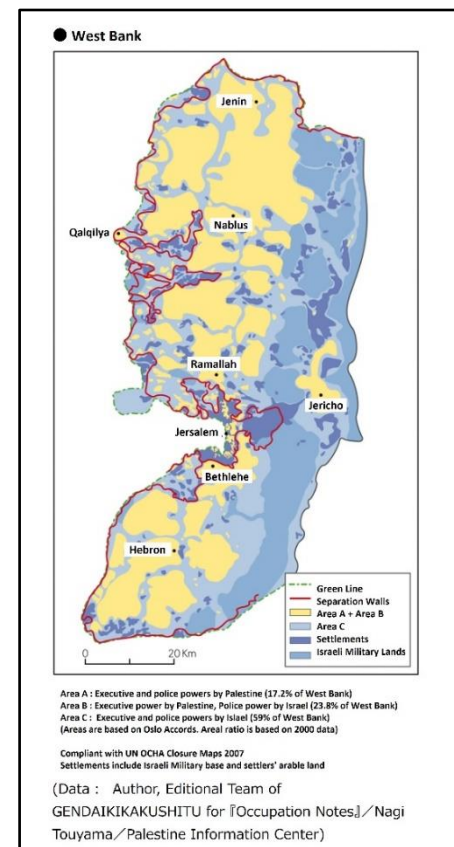 ● West Bank
Jenin
Nablus
Qalqilya
Ramallah
Jericho
Jersalem
Bethlehe
Hebron
Green Line
Separation Walls
Area A + Area B
Area C
Settlements
Israeli Military Lands
0 20 Km
Area A : Executive and police powers by Palestine (17.2% of West Bank)
Area B : Executive power by Palestine, Police power by Israel (23.8% of West Bank)
Area C : Executive and police powers by Islael (59% of West Bank)
(Areas are based on Oslo Accords. Areal ratio is based on 2000 data)
Compliant with UN OCHA Closure Maps 2007
Settlements include Israeli Military base and settlers' arable land
(Data : Author, Editional Team of
GENDAIKIKAKUSHITU for『Occupation Notes』／Nagi
Touyama／Palestine Information Center)